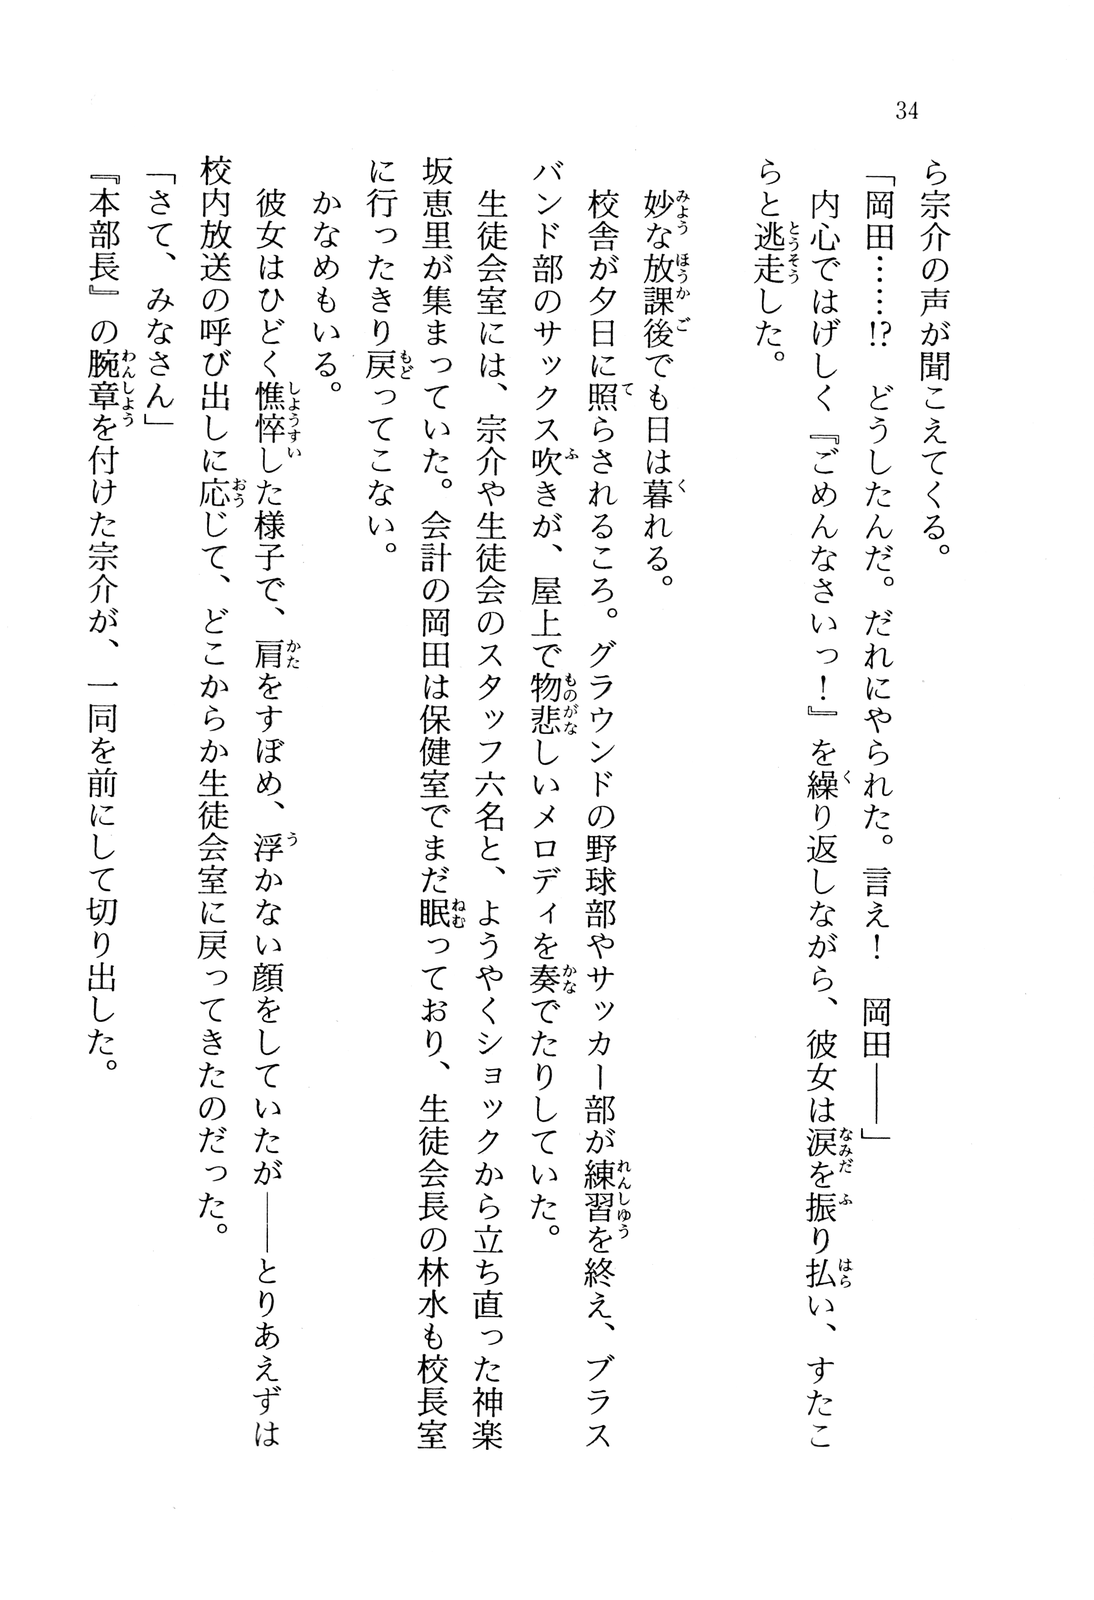 34
ら宗介の声が聞こえてくる。
「岡田……!?　どうしたんだ。だれにやられた。言え！　岡田――」
内心ではげしく『ごめんなさいっ！』を繰り返しながら、彼女は涙を振り払い、すたこ
らと逃走した。
妙な放課後でも日は暮れる。
校舎が夕日に照らされるころ。グラウンドの野球部やサッカー部が練習を終え、ブラス
バンド部のサックス吹きが、屋上で物悲しいメロディを奏でたりしていた。
生徒会室には、宗介や生徒会のスタッフ六名と、ようやくショックから立ち直った神楽
坂恵里が集まっていた。会計の岡田は保健室でまだ眠っており、生徒会長の林水も校長室
に行ったきり戻ってこない。
かなめもいる。
彼女はひどく憔悴した様子で、肩をすぼめ、浮かない顔をしていたが――とりあえずは
校内放送の呼び出しに応じて、どこからか生徒会室に戻ってきたのだった。
「さて、みなさん」
『本部長』の腕章を付けた宗介が、一同を前にして切り出した。